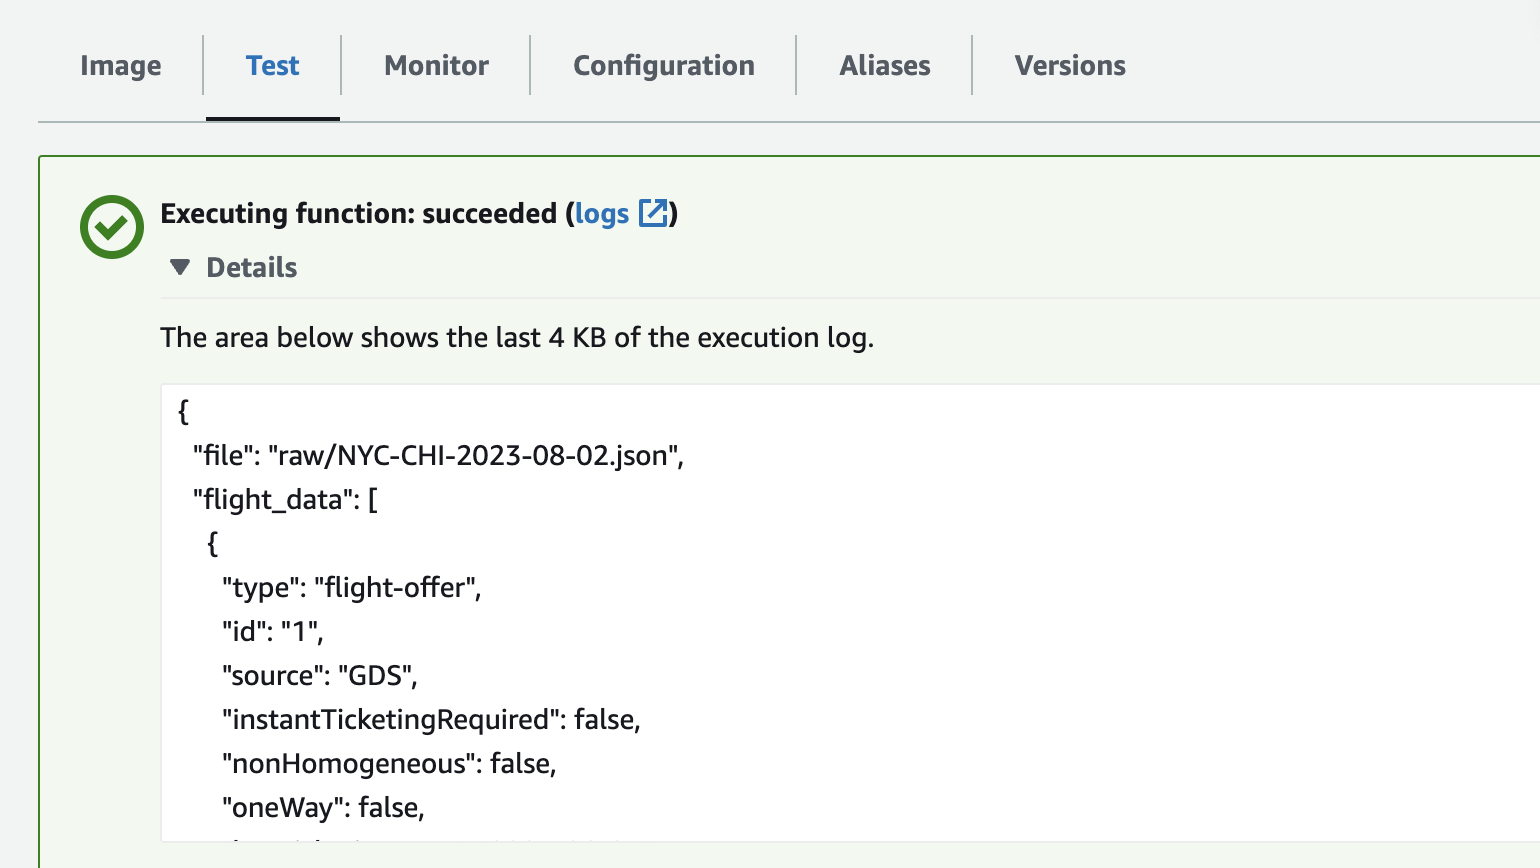 Image Test Monitor Configuration Aliases Versions
Executing function: succeeded (logs)
Details
The area below shows the last 4 KB of the execution log.
{
"file": "raw/NYC-CHI-2023-08-02.json",
"flight_data": [
{
"type": "flight-offer",
"id": "1",
"source": "GDS",
"instantTicketingRequired": false,
"nonHomogeneous": false,
"oneWay": false,